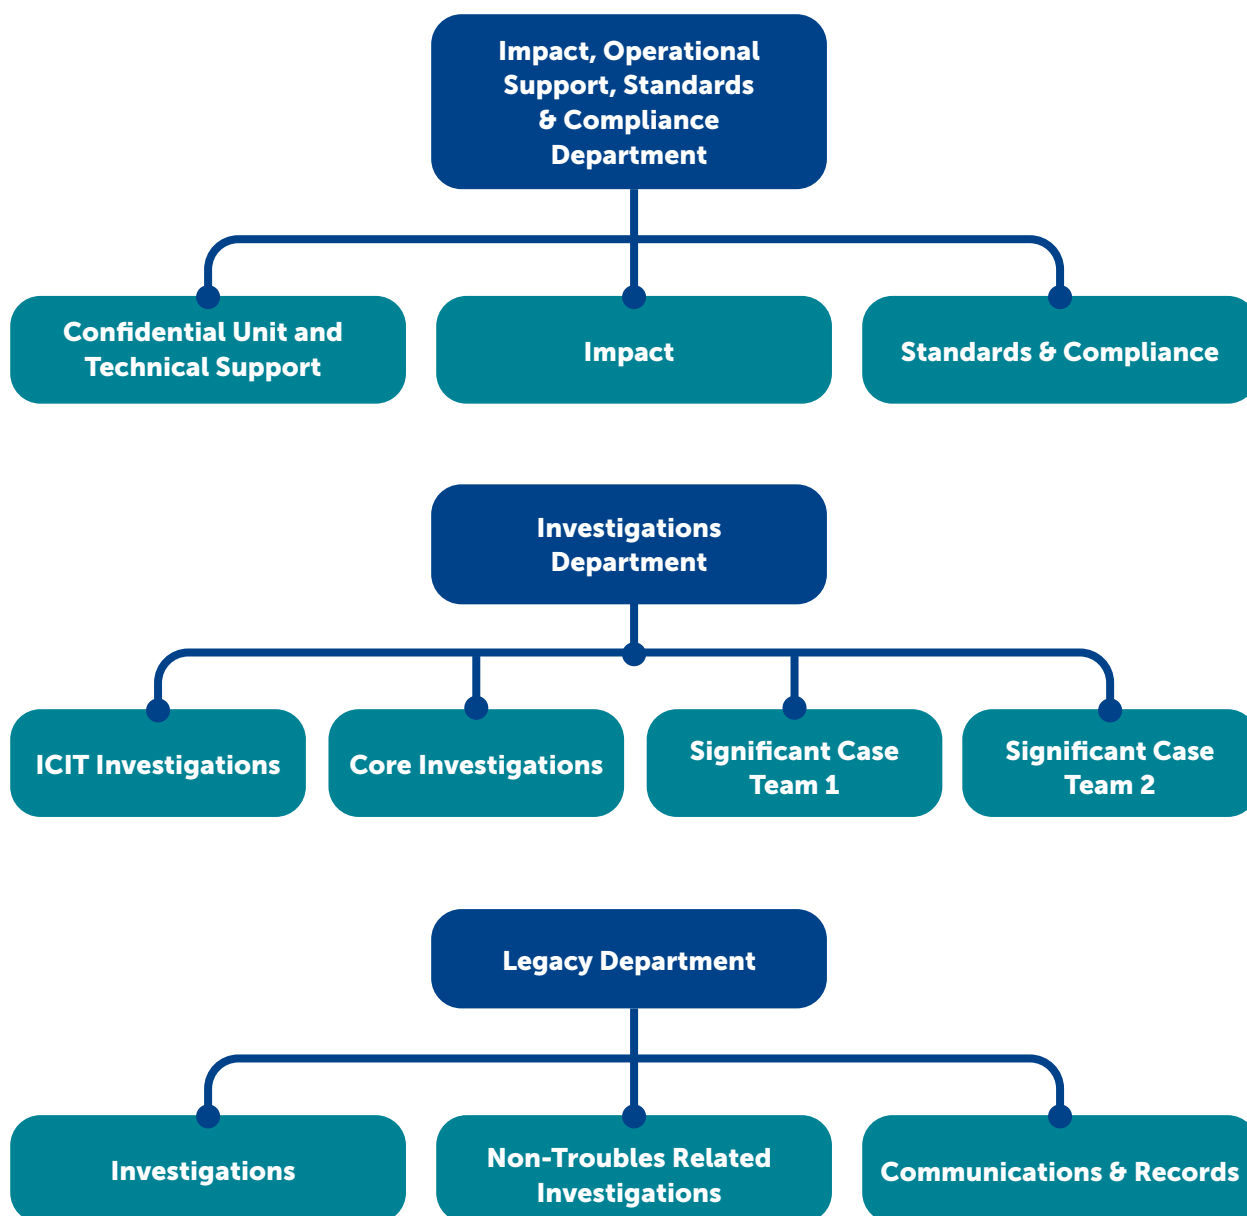 Impact, Operational
Support, Standards
& Compliance
Department
Confidential Unit and
Technical Support
Impact
Standards & Compliance
Investigations
Department
ICIT Investigations
Core Investigations
Significant Case
Team 1
Significant Case
Team 2
Legacy Department
Investigations
Non-Troubles Related
Investigations
Communications & Records